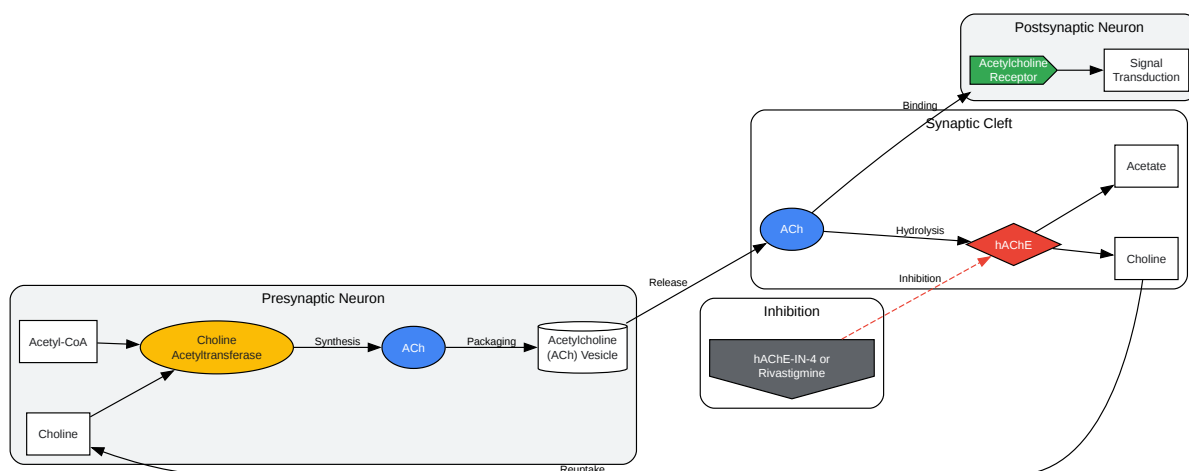 Postsynaptic Neuron
Acetylcholine
Receptor
Signal
Transduction
Binding
Synaptic Cleft
Acetate
ACh
Hydrolysis
hAChE
Choline
Inhibition
Release
Presynaptic Neuron
Acetyl-CoA
Choline
Acetyltransferase
Synthesis
ACh
Packaging
Acetylcholine
(ACh) Vesicle
Choline
Inhibition
hAChE-IN-4 or
Rivastigmine
Reuptake